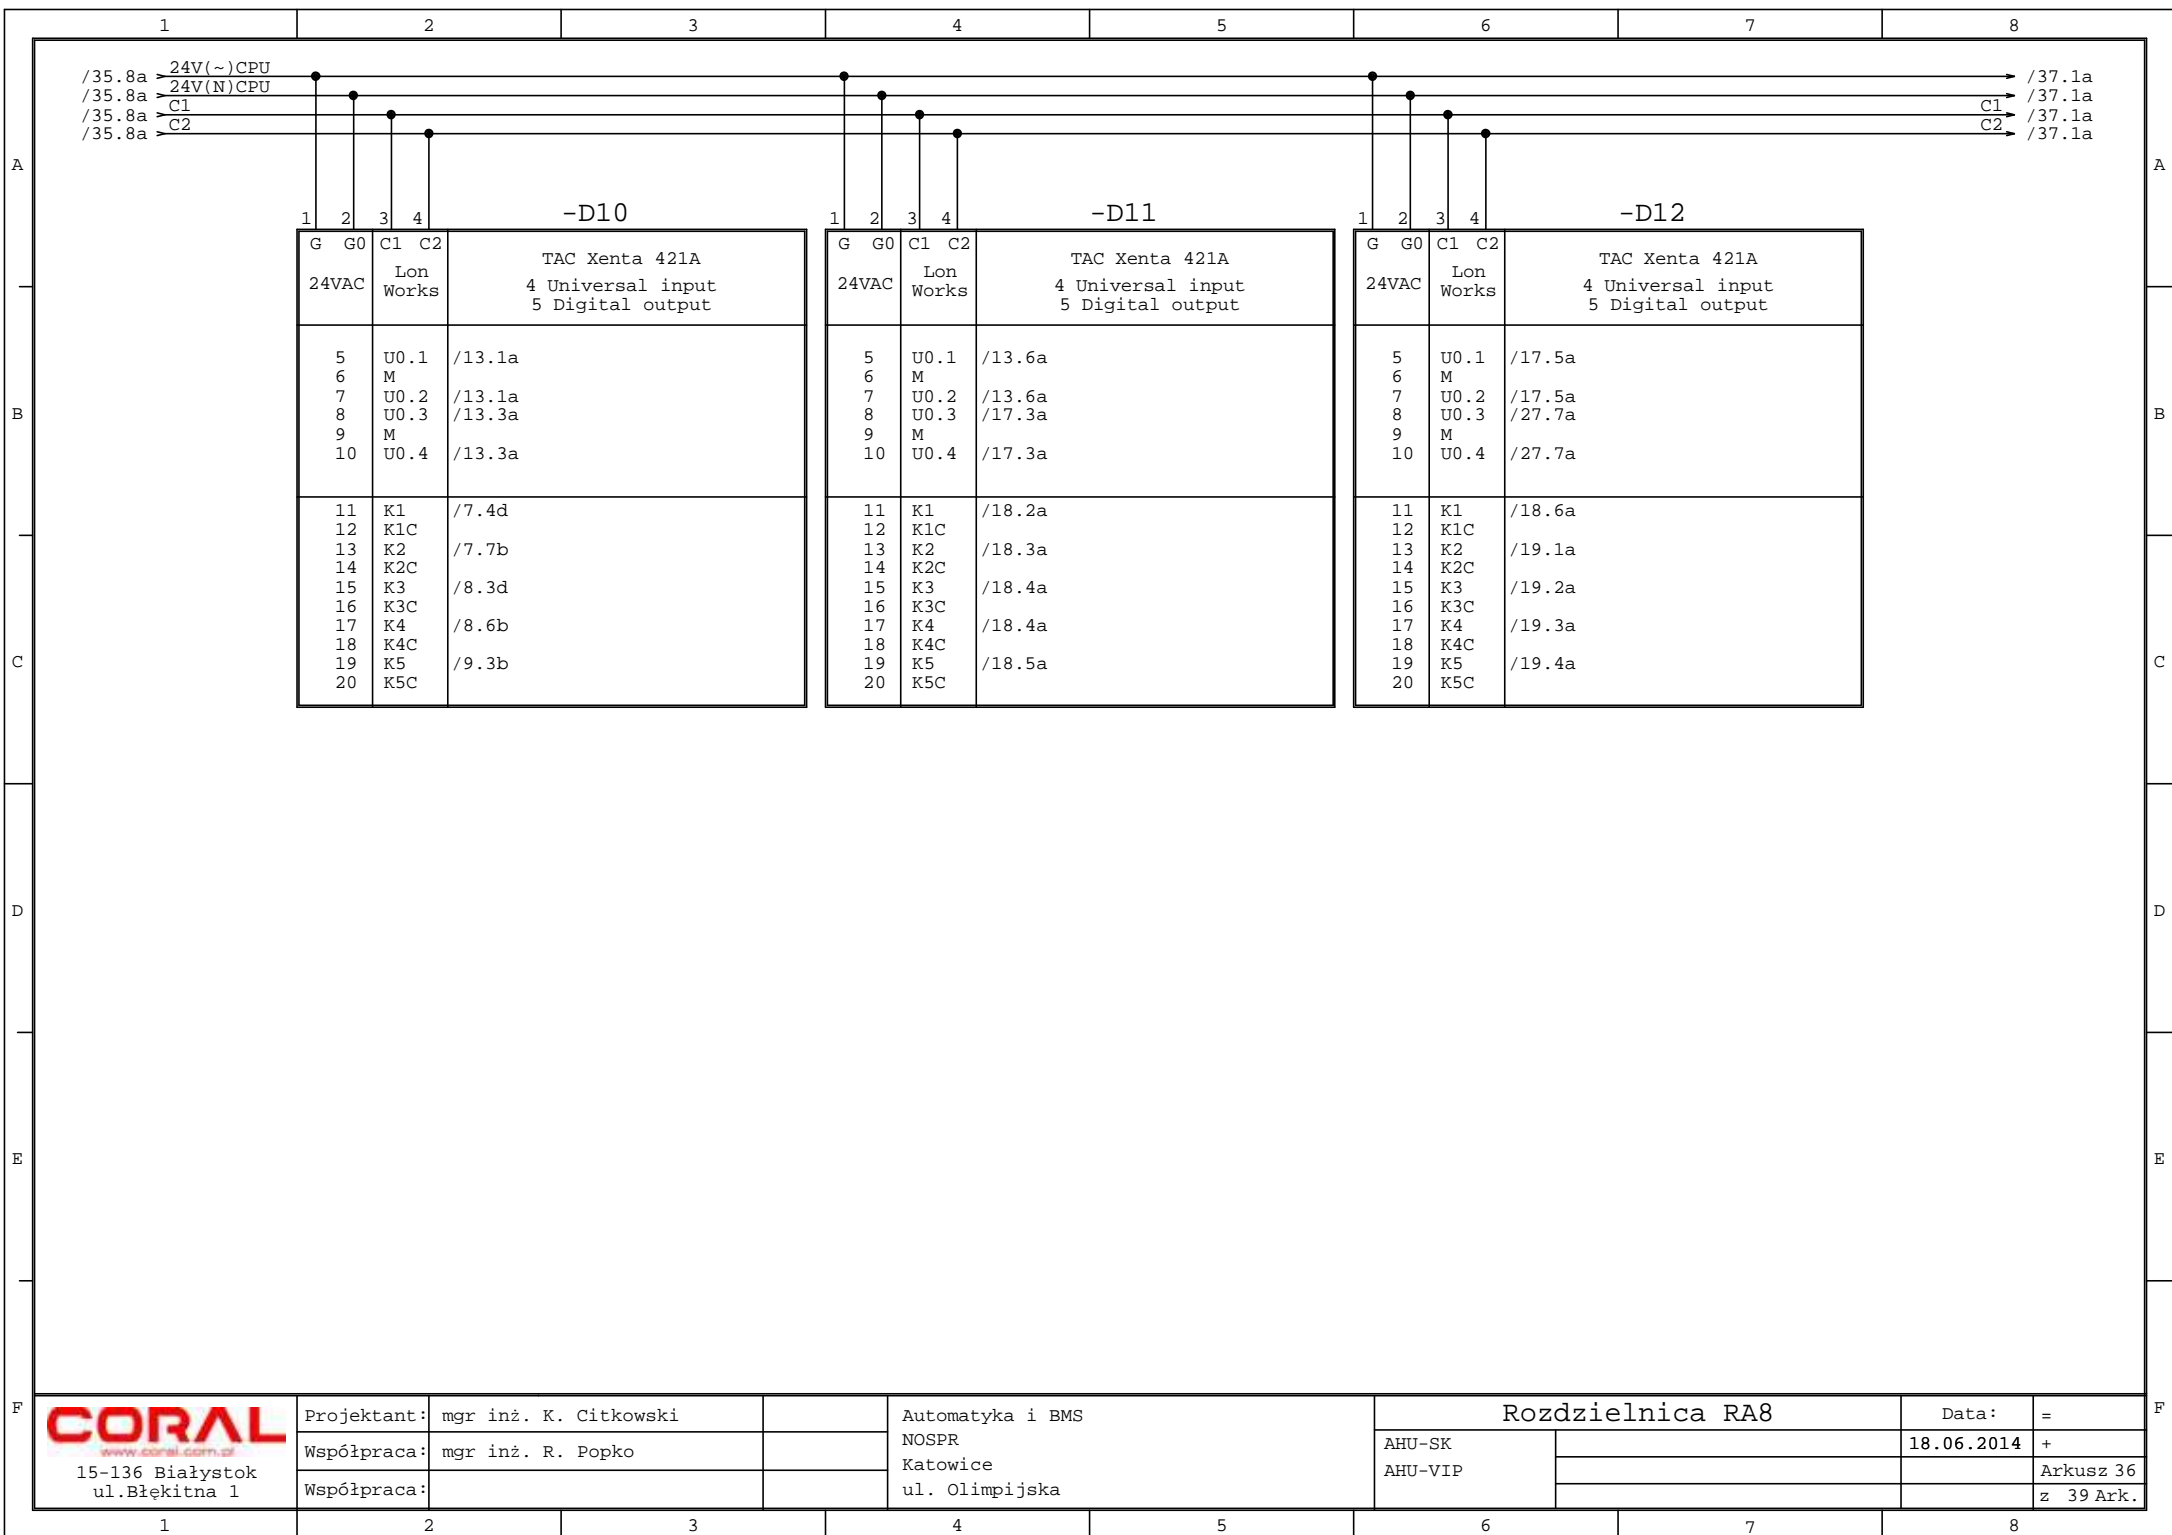 1 2 3 4 5 6 7 8
/35.8a 24V(~)CPU /37.1a
/35.8a 24V(N)CPU /37.1a
/35.8a C1 C1 /37.1a
/35.8a C2 C2 /37.1a
A A
1 2 3 4 -D10
G G0 C1 C2
24VAC
Lon
Works
TAC Xenta 421A
4 Universal input
5 Digital output
5 U0.1 /13.1a
6 M
7 U0.2 /13.1a
8 U0.3 /13.3a
9 M
10 U0.4 /13.3a
11 K1 /7.4d
12 K1C
13 K2 /7.7b
14 K2C
15 K3 /8.3d
16 K3C
17 K4 /8.6b
18 K4C
19 K5 /9.3b
20 K5C
1 2 3 4 -D11
G G0 C1 C2
24VAC
Lon
Works
TAC Xenta 421A
4 Universal input
5 Digital output
5 U0.1 /13.6a
6 M
7 U0.2 /13.6a
8 U0.3 /17.3a
9 M
10 U0.4 /17.3a
11 K1 /18.2a
12 K1C
13 K2 /18.3a
14 K2C
15 K3 /18.4a
16 K3C
17 K4 /18.4a
18 K4C
19 K5 /18.5a
20 K5C
1 2 3 4 -D12
G G0 C1 C2
24VAC
Lon
Works
TAC Xenta 421A
4 Universal input
5 Digital output
5 U0.1 /17.5a
6 M
7 U0.2 /17.5a
8 U0.3 /27.7a
9 M
10 U0.4 /27.7a
11 K1 /18.6a
12 K1C
13 K2 /19.1a
14 K2C
15 K3 /19.2a
16 K3C
17 K4 /19.3a
18 K4C
19 K5 /19.4a
20 K5C
B B
C C
D D
E E
F F
CORAL
www.coral.com.pl
15-136 Białystok
ul.Błękitna 1
Projektant: mgr inż. K. Citkowski
Współpraca: mgr inż. R. Popko
Współpraca:
Automatyka i BMS
NOSPR
Katowice
ul. Olimpijska
Rozdzielnica RA8
AHU-SK
AHU-VIP
Data: =
18.06.2014 +
Arkusz 36
z 39 Ark.
1 2 3 4 5 6 7 8